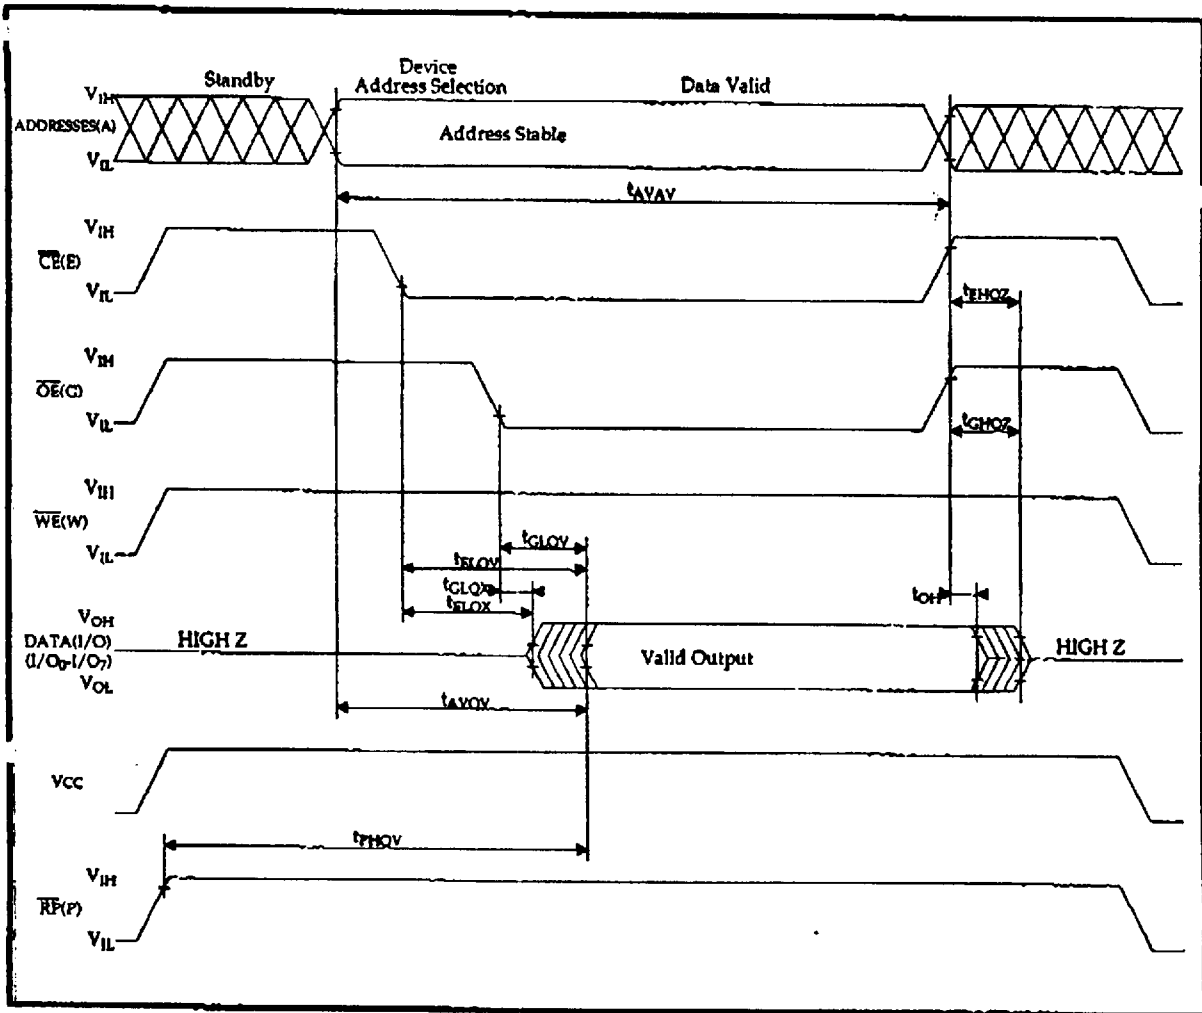 Standby
Device
Address Selection
Data Valid
VIH
ADDRESSES(A)
VIL
Address Stable
tAVAV
VIH
CE(E)
VIL
tEHQZ
VIH
OE(G)
VIL
tGHQZ
VIH
WE(W)
VIL
tGLQV
tELQV
tGLQX
tELQX
tOH
VOH
DATA(I/O)
(I/O0-I/O7)
VOL
HIGH Z
Valid Output
HIGH Z
tAVQV
VCC
tPHQV
VIH
RP(P)
VIL